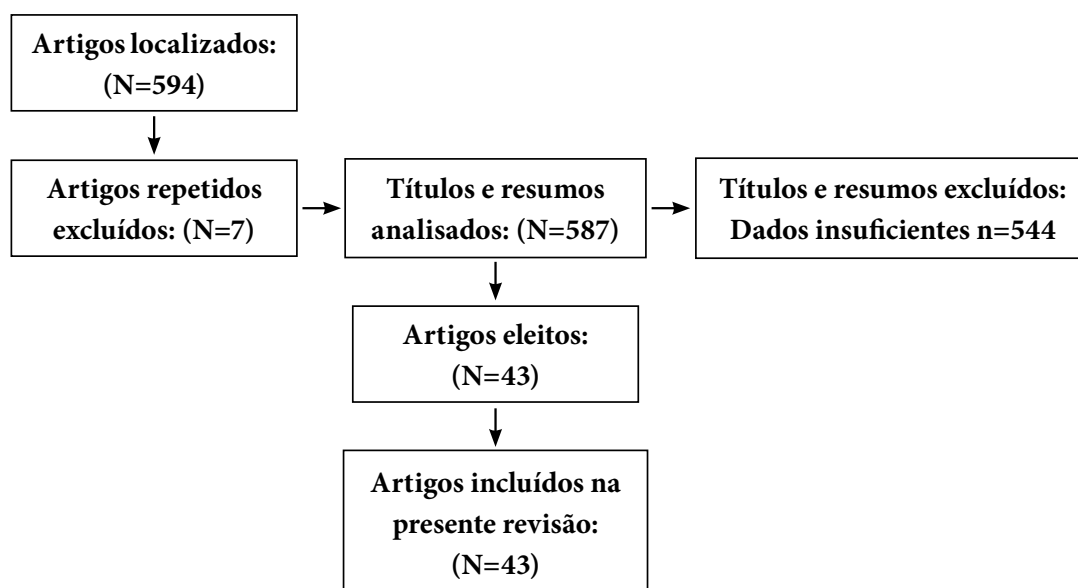 Artigos localizados:
(N=594)
Artigos repetidos
excluídos: (N=7)
Títulos e resumos
analisados: (N=587)
Títulos e resumos excluídos:
Dados insuficientes n=544
Artigos eleitos:
(N=43)
Artigos incluídos na
presente revisão:
(N=43)